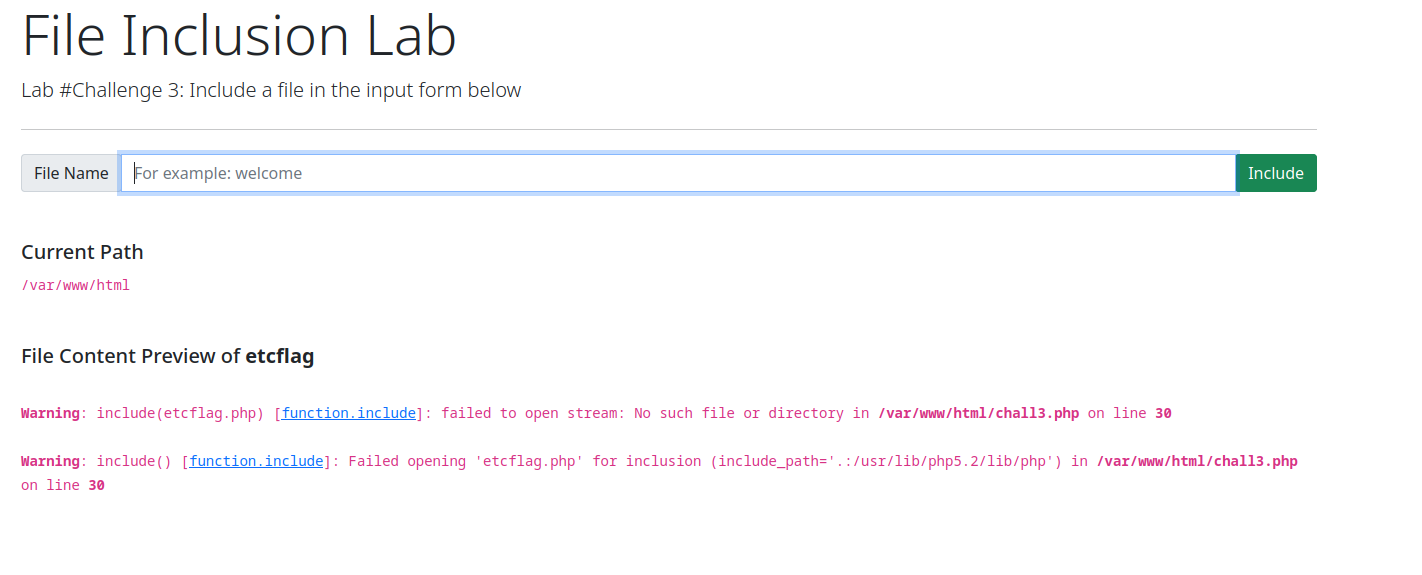 File Inclusion Lab
Lab #Challenge 3: Include a file in the input form below
File Name For example: welcome Include
Current Path
/var/www/html
File Content Preview of etcflag
Warning: include(etcflag.php) [function.include]: failed to open stream: No such file or directory in /var/www/html/chall3.php on line 30
Warning: include() [function.include]: Failed opening 'etcflag.php' for inclusion (include_path='.:/usr/lib/php5.2/lib/php') in /var/www/html/chall3.php
on line 30